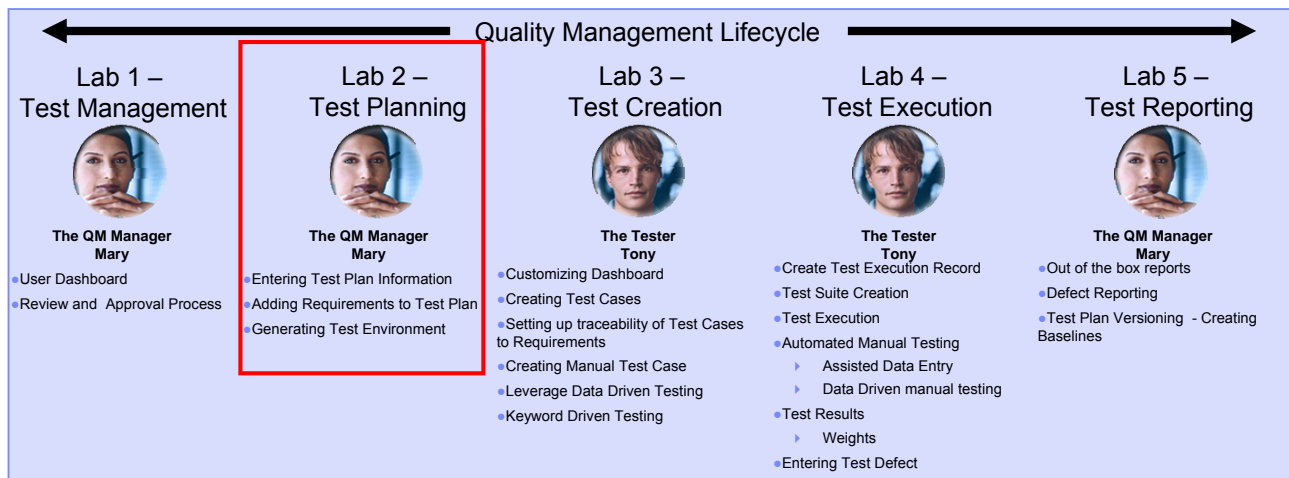 Quality Management Lifecycle
Lab 1 –
Test Management
The QM Manager
Mary
•User Dashboard
•Review and Approval Process
Lab 2 –
Test Planning
The QM Manager
Mary
•Entering Test Plan Information
•Adding Requirements to Test Plan
•Generating Test Environment
Lab 3 –
Test Creation
The Tester
Tony
•Customizing Dashboard
•Creating Test Cases
•Setting up traceability of Test Cases
to Requirements
•Creating Manual Test Case
•Leverage Data Driven Testing
•Keyword Driven Testing
Lab 4 –
Test Execution
The Tester
Tony
•Create Test Execution Record
•Test Suite Creation
•Test Execution
•Automated Manual Testing
Assisted Data Entry
Data Driven manual testing
•Test Results
Weights
•Entering Test Defect
Lab 5 –
Test Reporting
The QM Manager
Mary
•Out of the box reports
•Defect Reporting
•Test Plan Versioning - Creating
Baselines